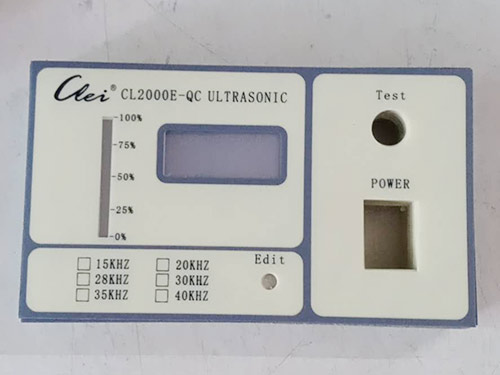 Clei® CL2000E-QC ULTRASONIC
100%
75%
50%
25%
0%
Test
POWER
Edit
15KHZ 20KHZ
28KHZ 30KHZ
35KHZ 40KHZ